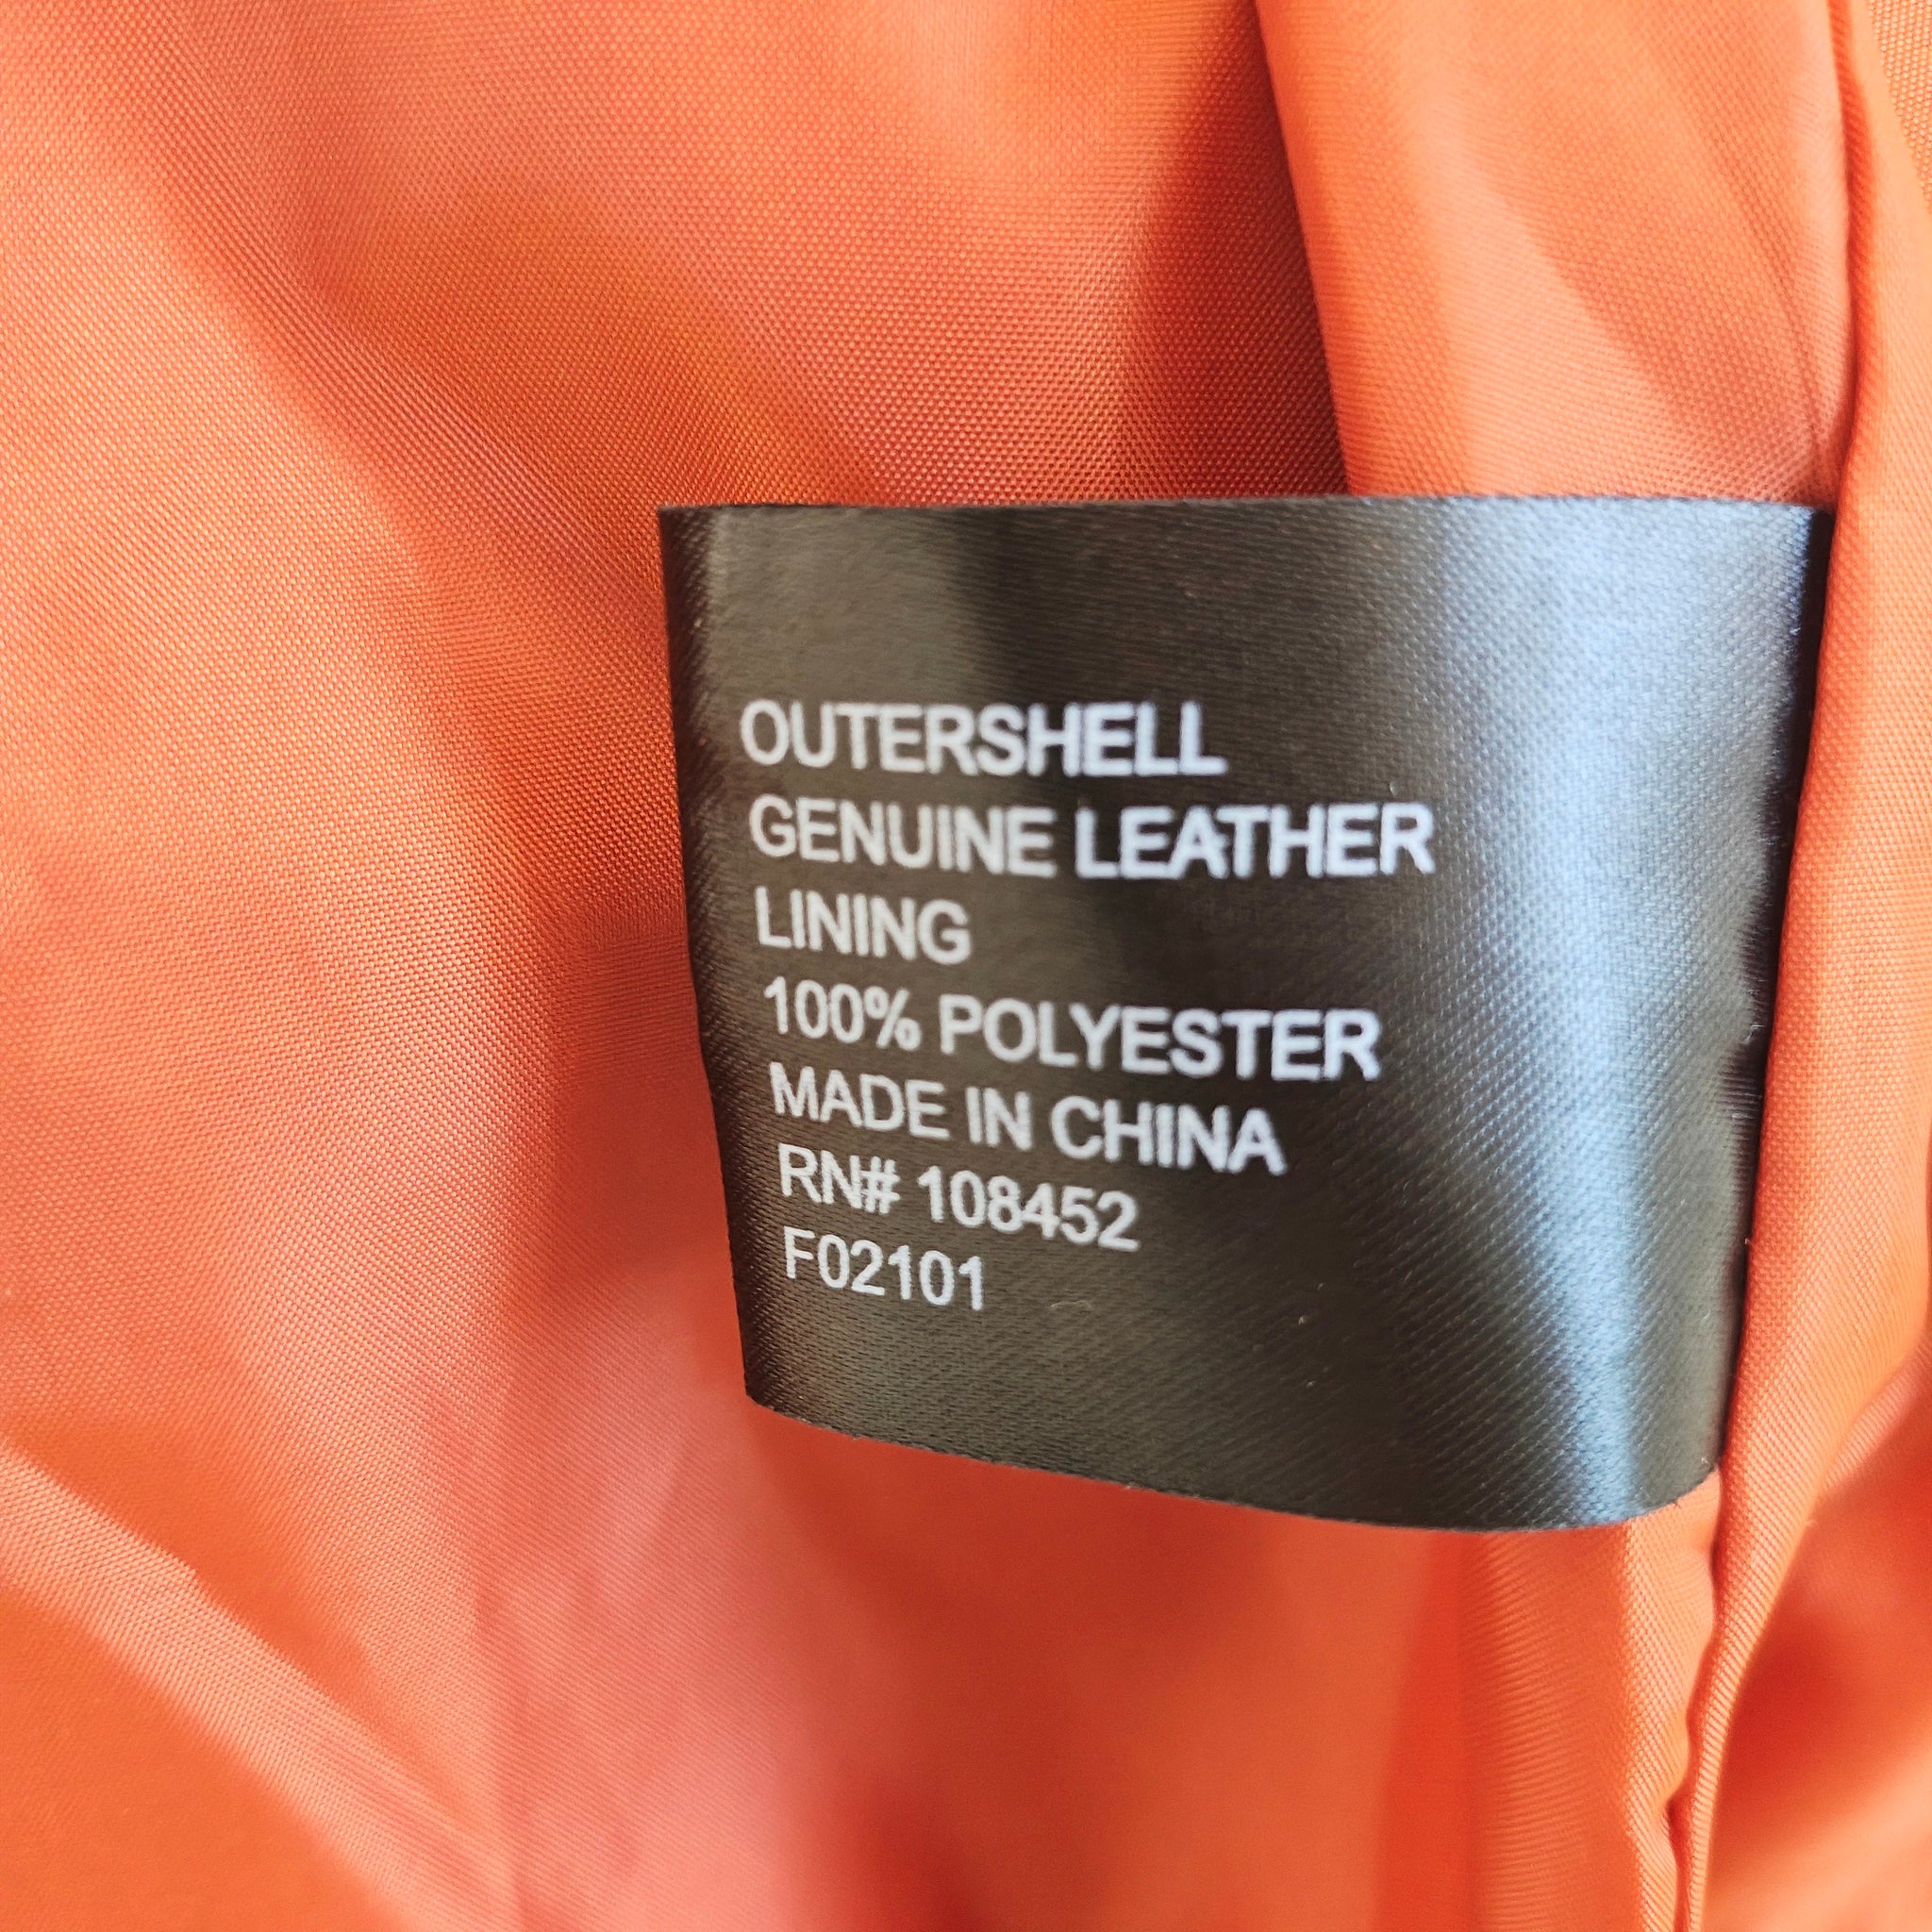 OUTERSHELL
GENUINE LEATHER
LINING
100% POLYESTER
MADE IN CHINA
RN# 108452
F02101